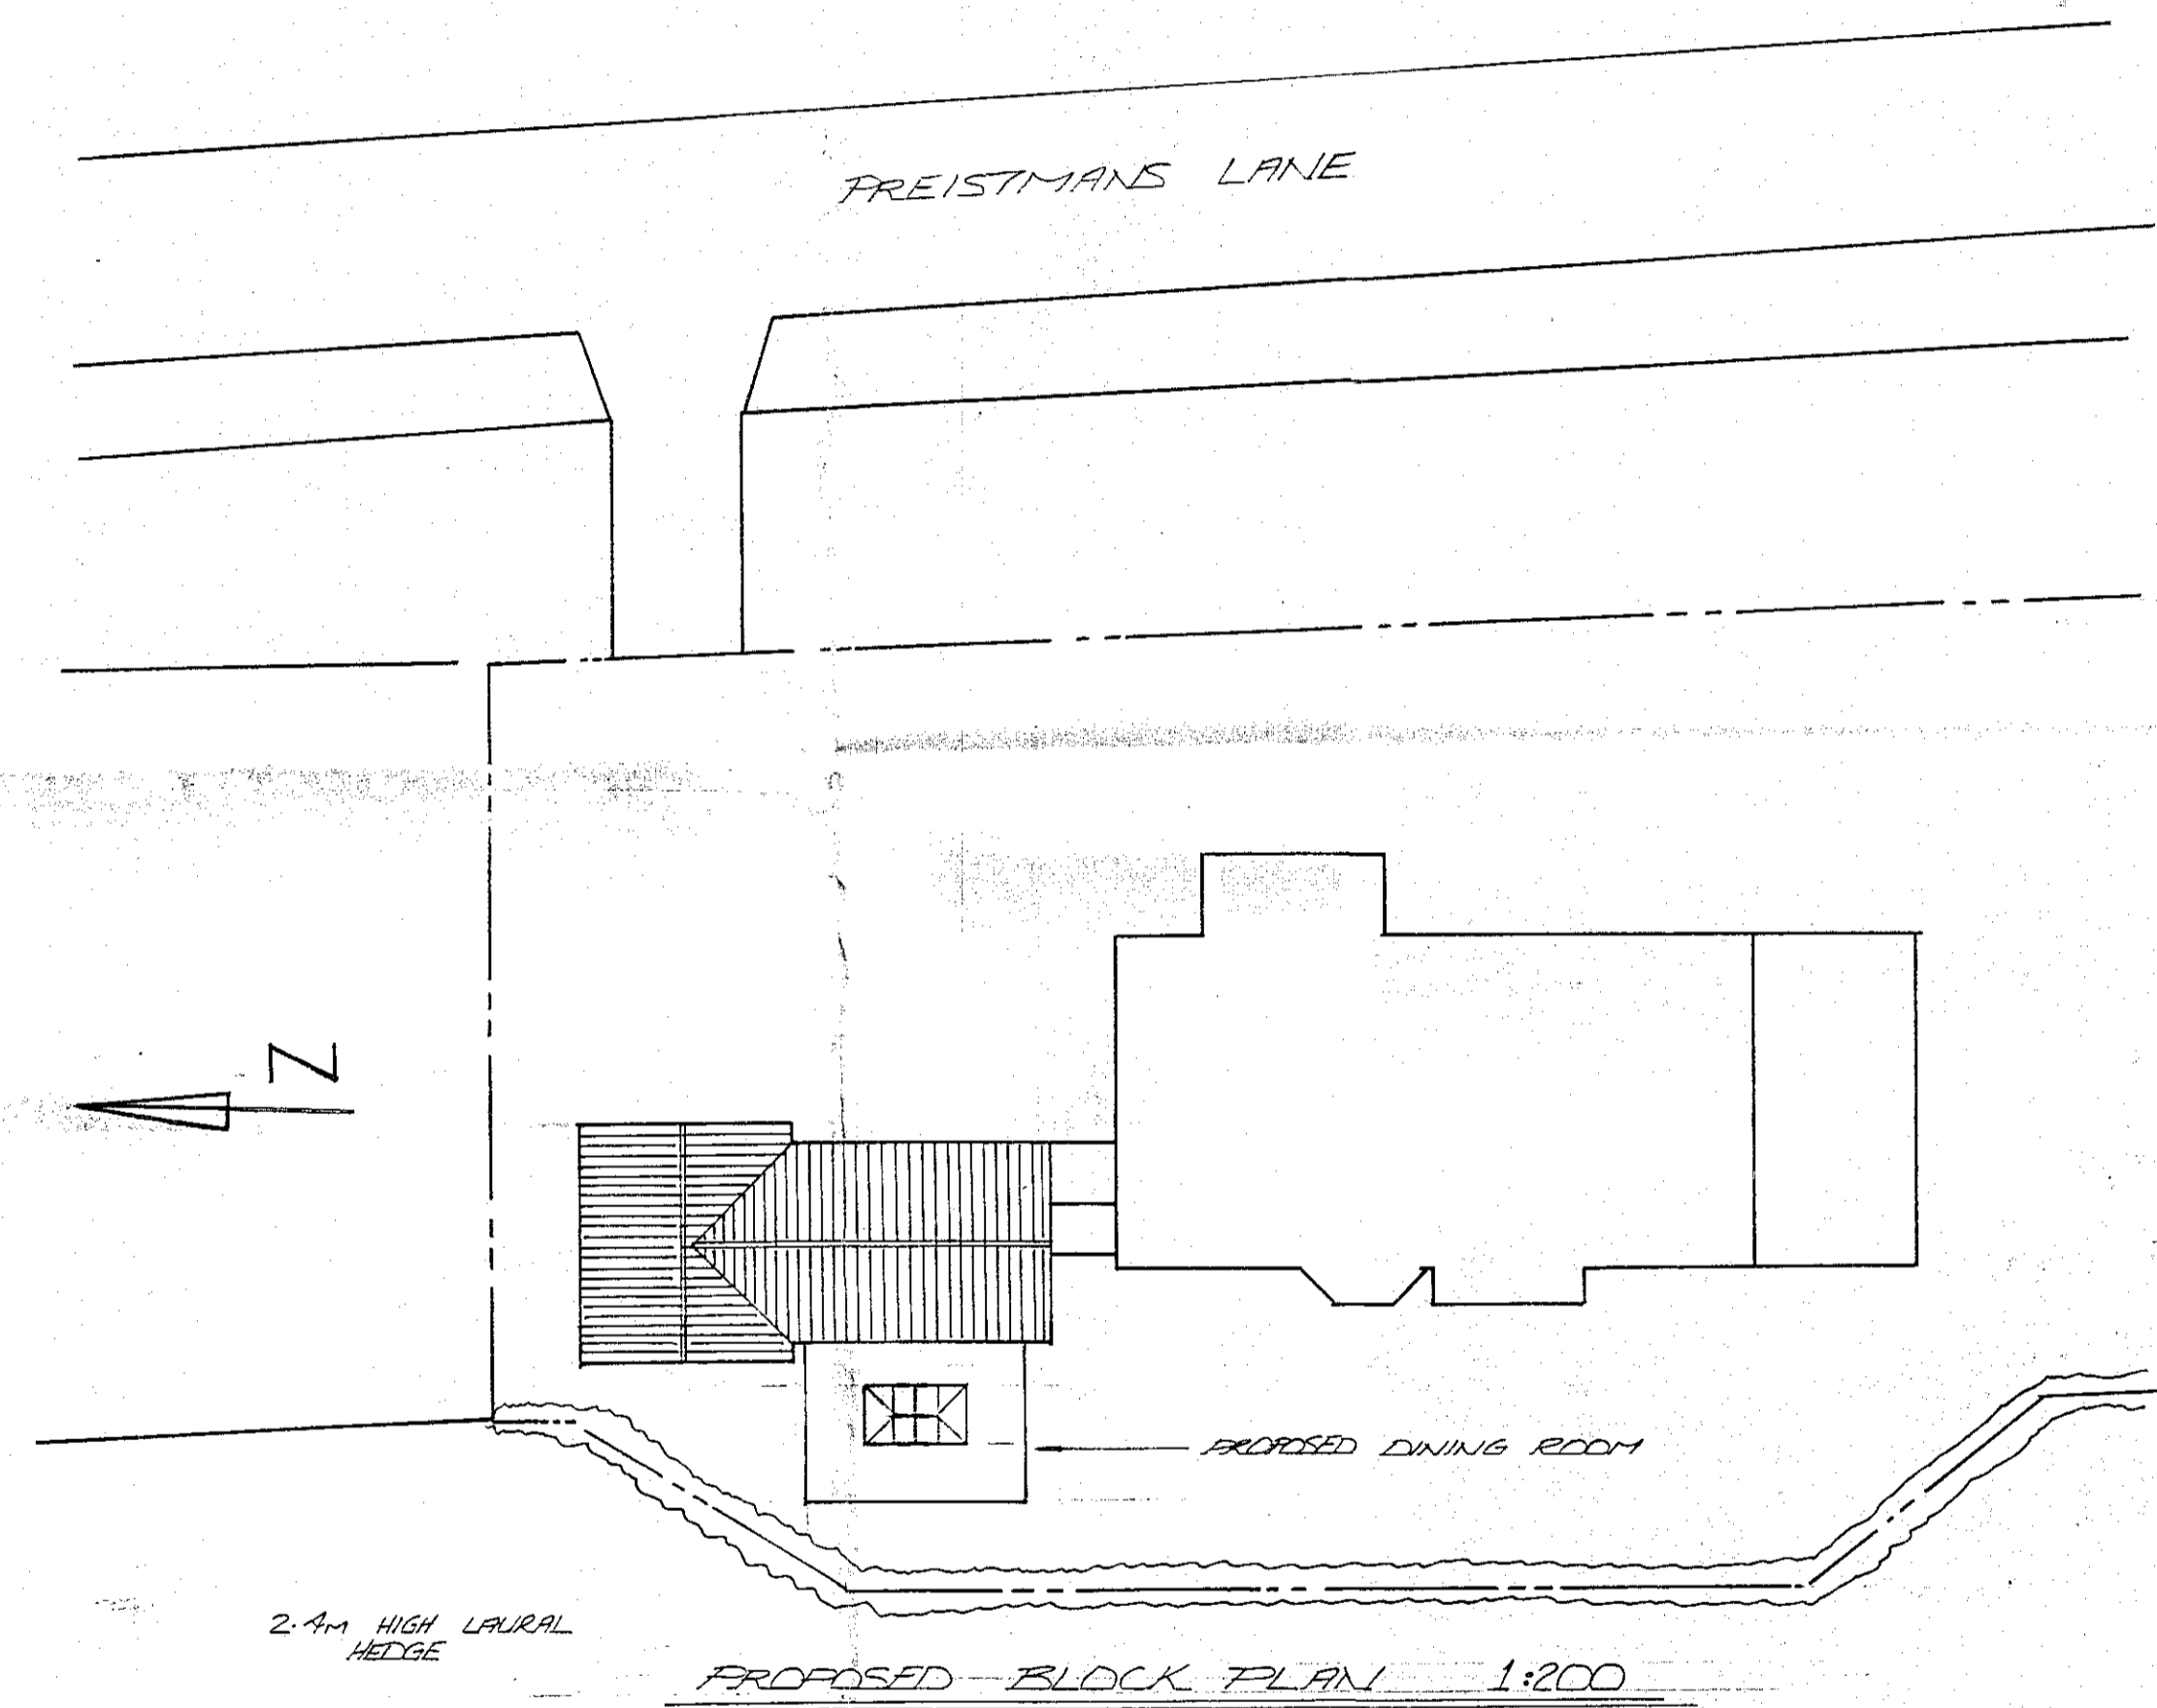 PREISTMANS LANE
N
PROPOSED DINING ROOM
2.4M HIGH LAURAL
HEDGE
PROPOSED BLOCK PLAN 1:200